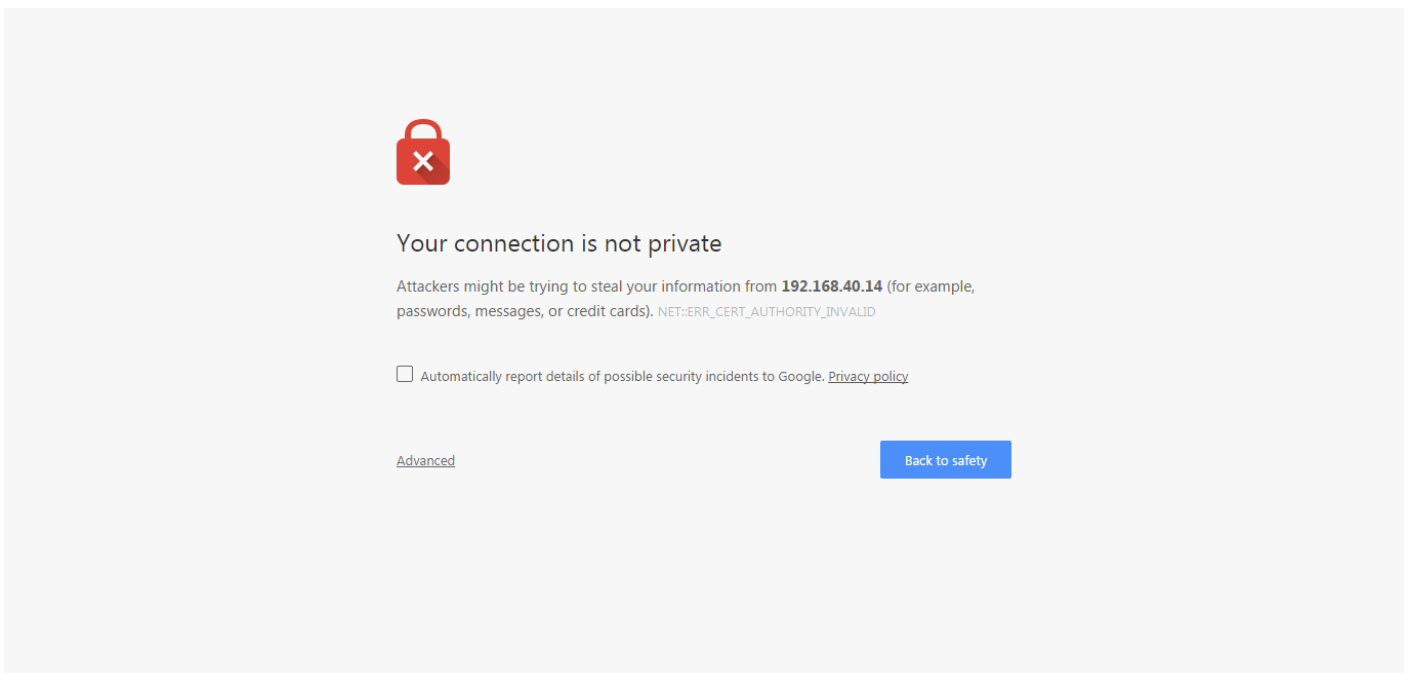 Your connection is not private
Attackers might be trying to steal your information from 192.168.40.14 (for example,
passwords, messages, or credit cards). NET::ERR_CERT_AUTHORITY_INVALID
Automatically report details of possible security incidents to Google. Privacy policy
Advanced
Back to safety